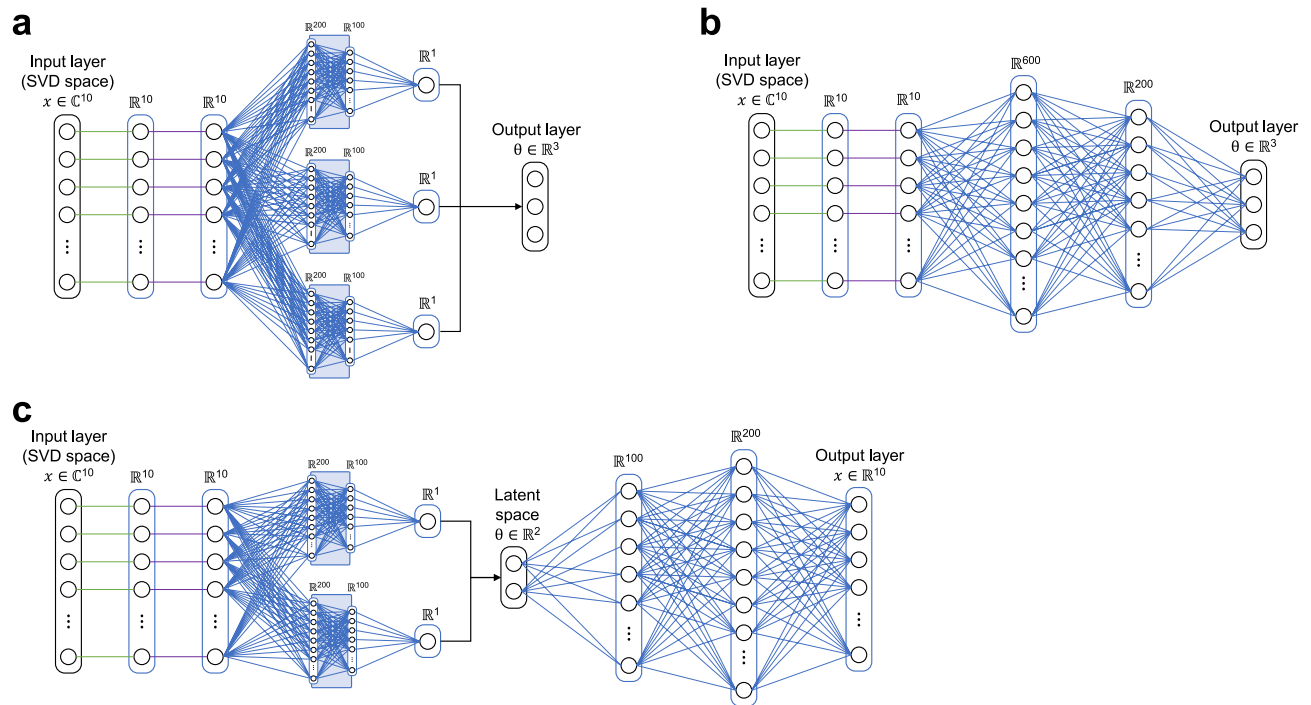 a
Input layer
(SVD space)
x ∈ ℂ¹⁰
ℝ¹⁰
ℝ¹⁰
ℝ²⁰⁰
ℝ¹⁰⁰
ℝ¹
ℝ²⁰⁰
ℝ¹⁰⁰
ℝ¹
ℝ²⁰⁰
ℝ¹⁰⁰
ℝ¹
Output layer
θ ∈ ℝ³
b
Input layer
(SVD space)
x ∈ ℂ¹⁰
ℝ¹⁰
ℝ¹⁰
ℝ⁶⁰⁰
ℝ²⁰⁰
Output layer
θ ∈ ℝ³
c
Input layer
(SVD space)
x ∈ ℂ¹⁰
ℝ¹⁰
ℝ¹⁰
ℝ²⁰⁰
ℝ¹⁰⁰
ℝ¹
ℝ²⁰⁰
ℝ¹⁰⁰
ℝ¹
Latent
space
θ ∈ ℝ²
ℝ¹⁰⁰
ℝ²⁰⁰
Output layer
x ∈ ℝ¹⁰